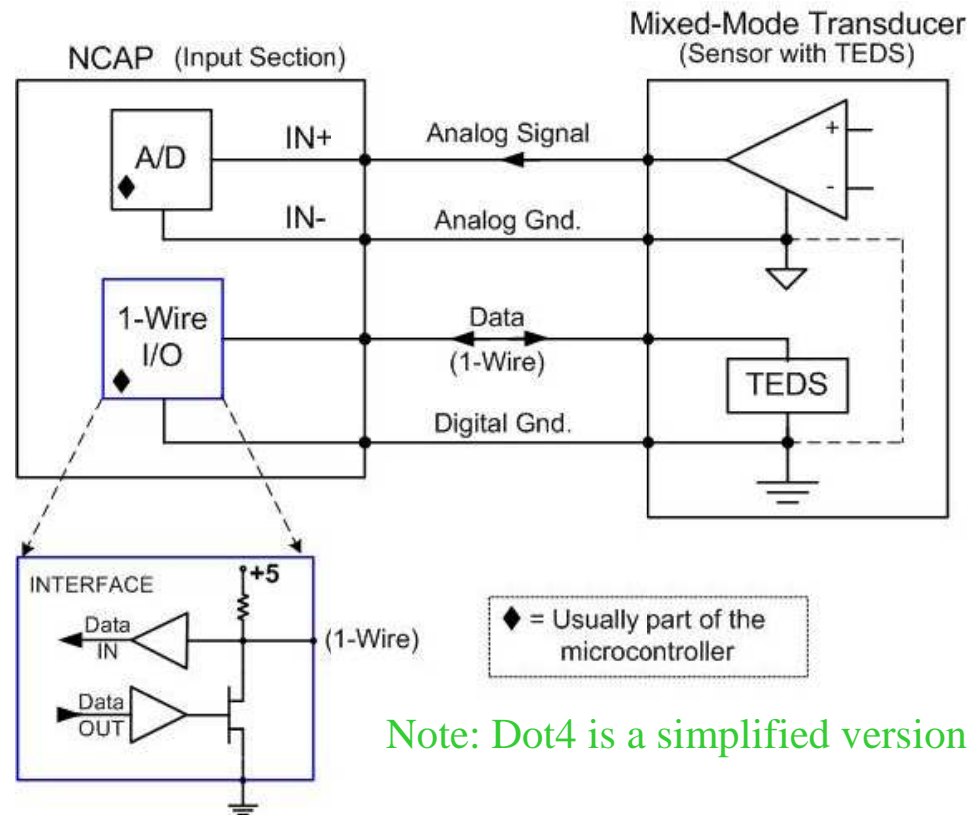 Mixed-Mode Transducer
(Sensor with TEDS)
NCAP (Input Section)
A/D
IN+
Analog Signal
+
-
IN-
Analog Gnd.
1-Wire
I/O
Data
(1-Wire)
TEDS
Digital Gnd.
INTERFACE
+5
Data
IN
(1-Wire)
Data
OUT
♦ = Usually part of the
microcontroller
Note: Dot4 is a simplified version